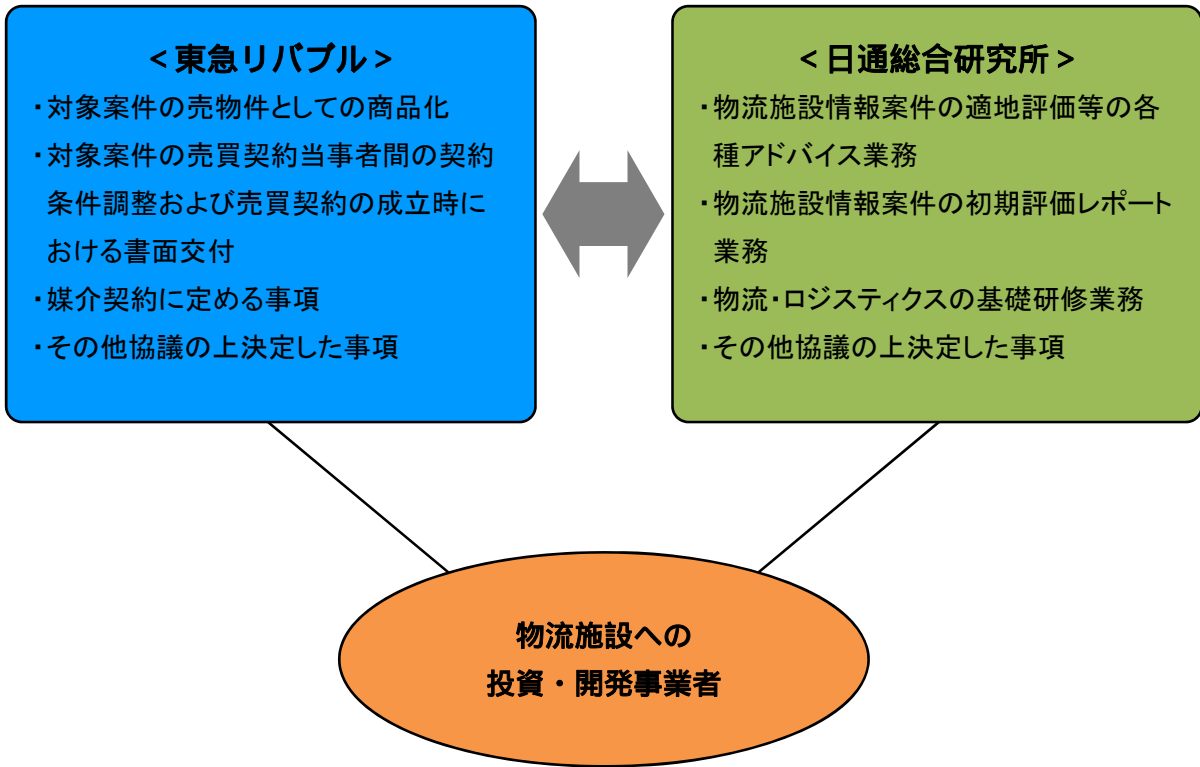 <東急リバブル>
・対象案件の売物件としての商品化
・対象案件の売買契約当事者間の契約
条件調整および売買契約の成立時に
おける書面交付
・媒介契約に定める事項
・その他協議の上決定した事項
<日通総合研究所>
・物流施設情報案件の適地評価等の各
種アドバイス業務
・物流施設情報案件の初期評価レポート
業務
・物流・ロジスティクスの基礎研修業務
・その他協議の上決定した事項
物流施設への
投資・開発事業者